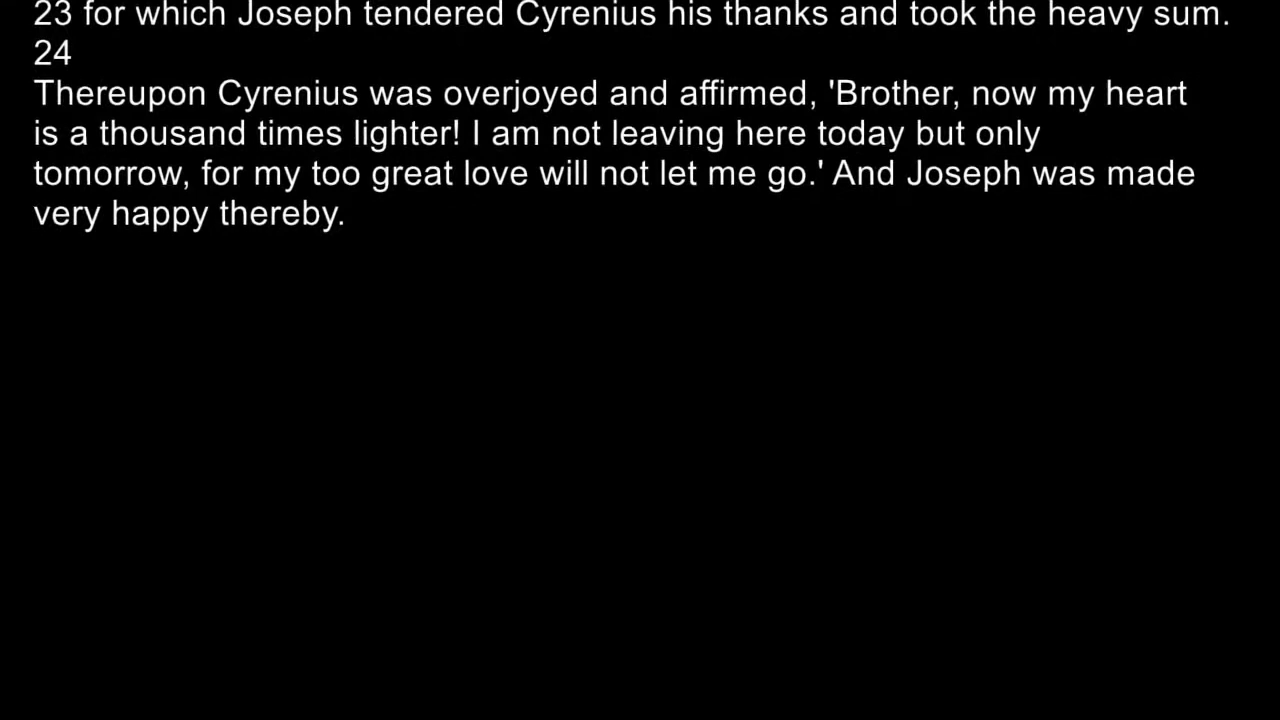 23 for which Joseph tendered Cyrenius his thanks and took the heavy sum.
24
Thereupon Cyrenius was overjoyed and affirmed, 'Brother, now my heart
is a thousand times lighter! I am not leaving here today but only
tomorrow, for my too great love will not let me go.' And Joseph was made
very happy thereby.